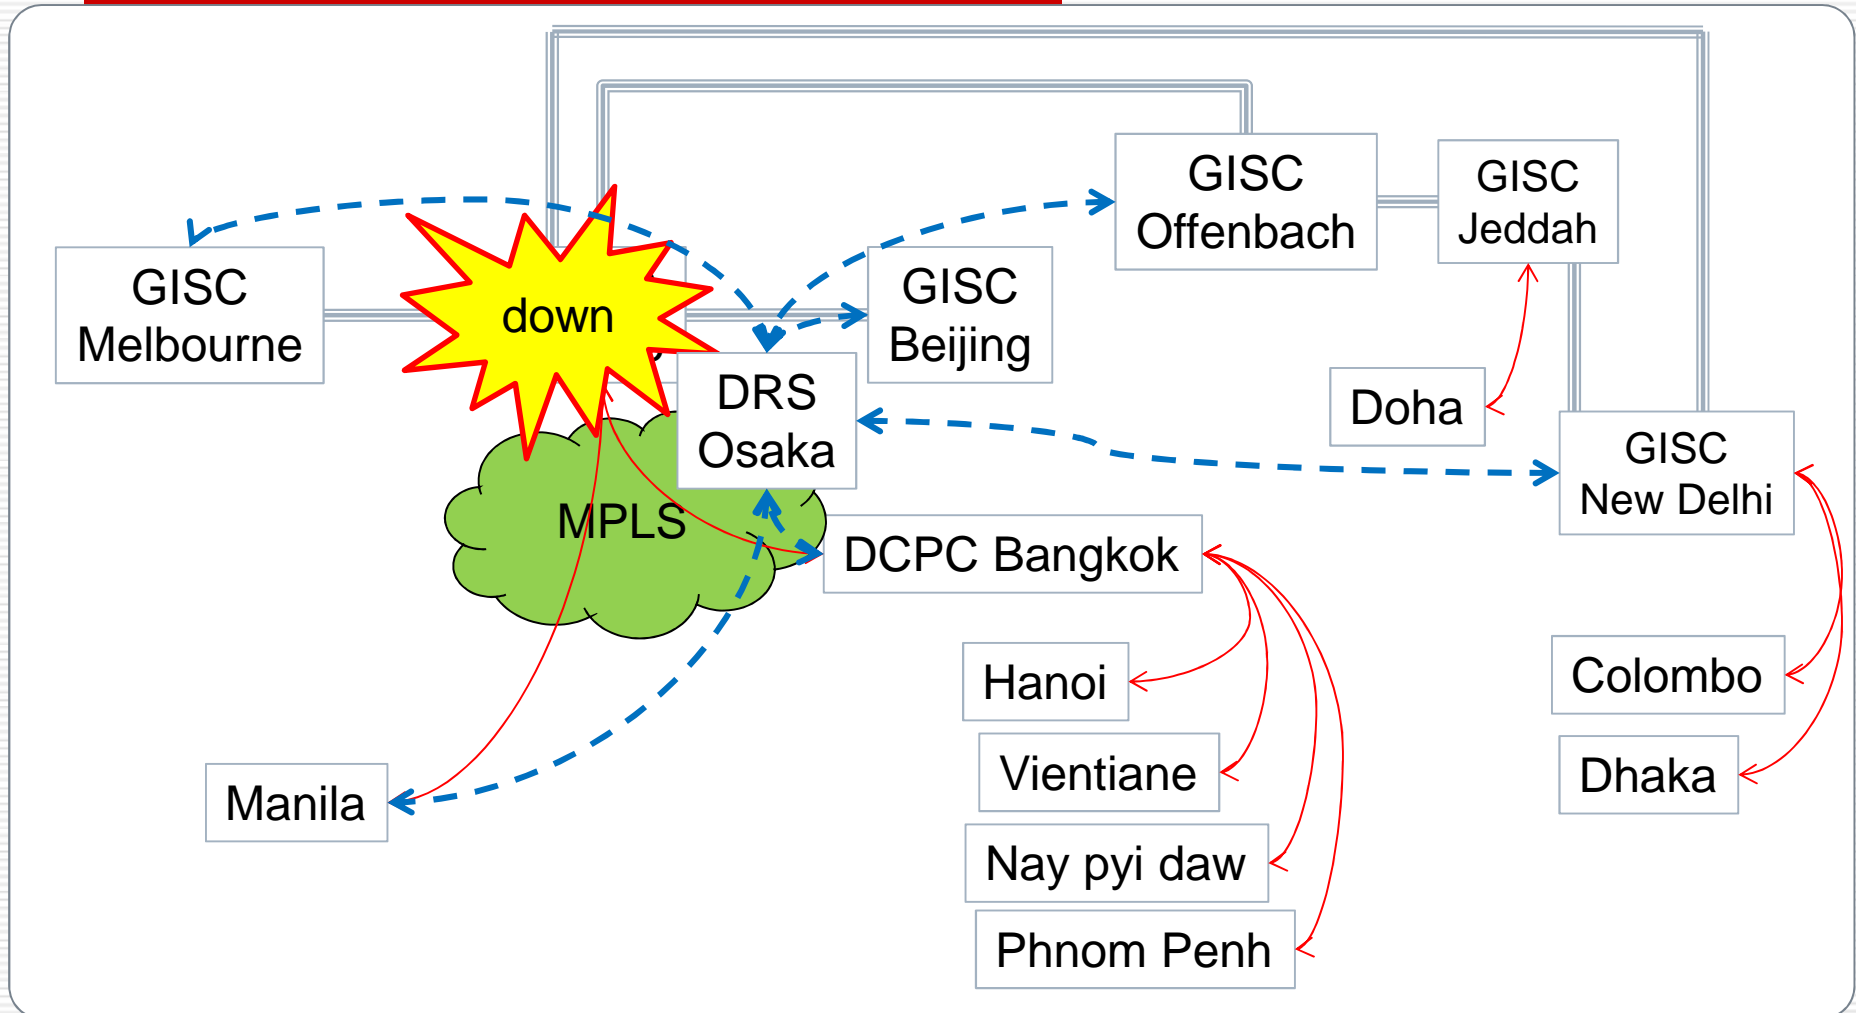 GISC
Melbourne
down
GISC
Beijing
GISC
Offenbach
GISC
Jeddah
DRS
Osaka
Doha
GISC
New Delhi
MPLS
DCPC Bangkok
Hanoi
Colombo
Vientiane
Dhaka
Manila
Nay pyi daw
Phnom Penh